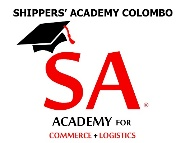 SHIPPERS' ACADEMY COLOMBO
SA®
ACADEMY FOR
COMMERCE + LOGISTICS